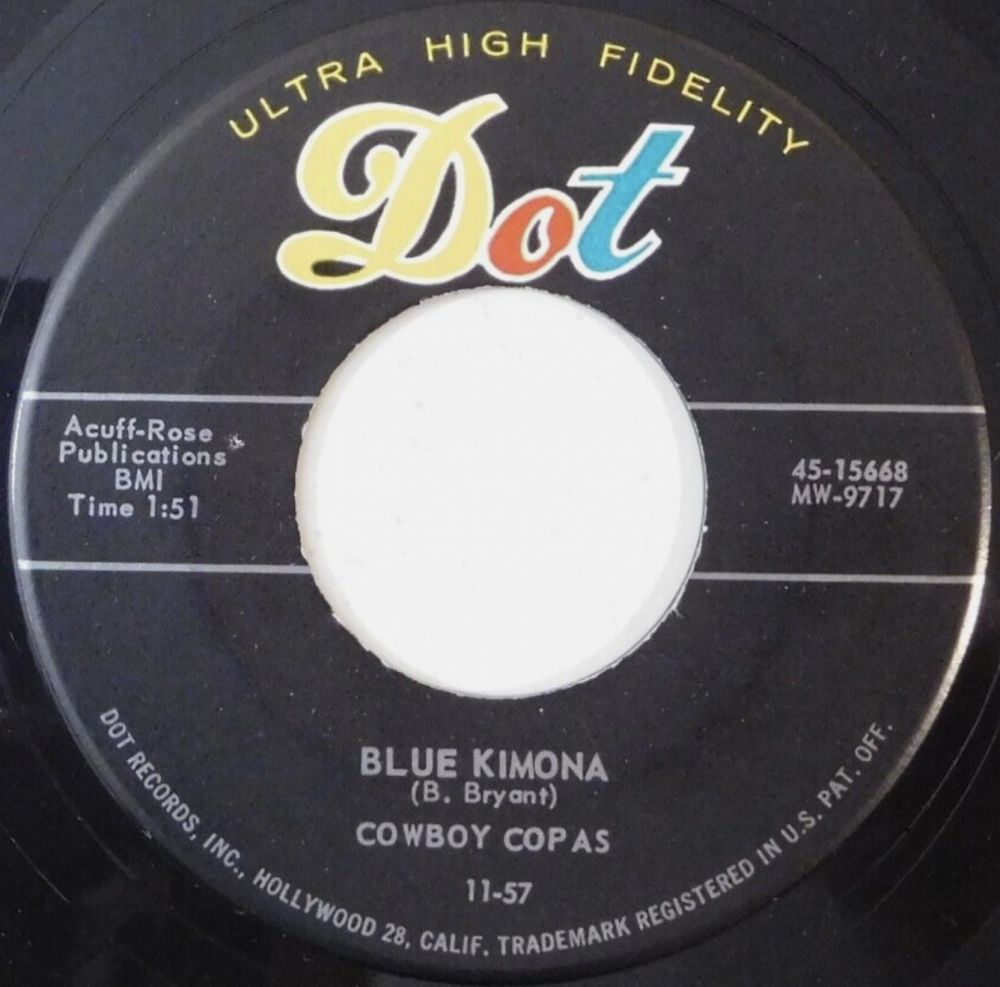 ULTRA HIGH FIDELITY
Dot
Acuff-Rose
Publications
BMI
Time 1:51
45-15668
MW-9717
BLUE KIMONA
(B. Bryant)
COWBOY COPAS
11-57
DOT RECORDS, INC., HOLLYWOOD 28, CALIF. TRADEMARK REGISTERED IN U.S. PAT. OFF.